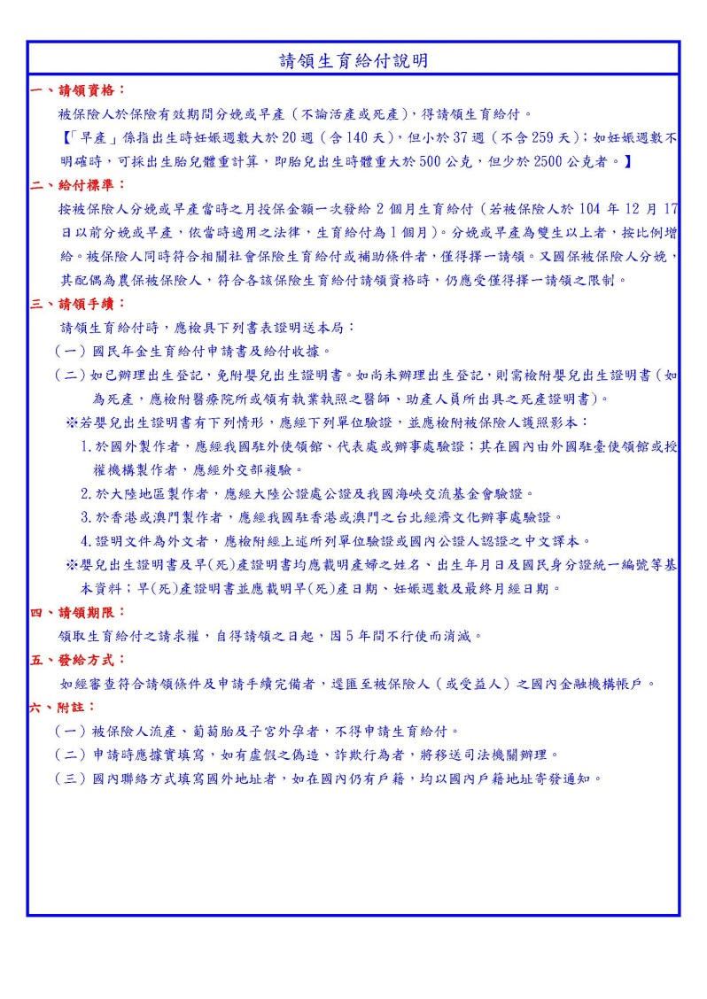 請領生育給付說明
一、請領資格：
被保險人於保險有效期間分娩或早產（不論活產或死產），得請領生育給付。
【「早產」係指出生時妊娠週數大於 20 週（含 140 天），但小於 37 週（不含 259 天）；如妊娠週數不
明確時，可採出生胎兒體重計算，即胎兒出生時體重大於 500 公克，但少於 2500 公克者。】
二、給付標準：
按被保險人分娩或早產當時之月投保金額一次發給 2 個月生育給付（若被保險人於 104 年 12 月 17
日以前分娩或早產，依當時適用之法律，生育給付為 1 個月）。分娩或早產為雙生以上者，按比例增
給。被保險人同時符合相關社會保險生育給付或補助條件者，僅得擇一請領。又國保被保險人分娩，
其配偶為農保被保險人，符合各該保險生育給付請領資格時，仍應受僅得擇一請領之限制。
三、請領手續：
請領生育給付時，應檢具下列書表證明送本局：
（一）國民年金生育給付申請書及給付收據。
（二）如已辦理出生登記，免附嬰兒出生證明書。如尚未辦理出生登記，則需檢附嬰兒出生證明書（如
為死產，應檢附醫療院所或領有執業執照之醫師、助產人員所出具之死產證明書）。
※若嬰兒出生證明書有下列情形，應經下列單位驗證，並應檢附被保險人護照影本：
1.於國外製作者，應經我國駐外使領館、代表處或辦事處驗證；其在國內由外國駐臺使領館或授
權機構製作者，應經外交部複驗。
2.於大陸地區製作者，應經大陸公證處公證及我國海峽交流基金會驗證。
3.於香港或澳門製作者，應經我國駐香港或澳門之台北經濟文化辦事處驗證。
4.證明文件為外文者，應檢附經上述所列單位驗證或國內公證人認證之中文譯本。
※嬰兒出生證明書及早(死)產證明書均應載明產婦之姓名、出生年月日及國民身分證統一編號等基
本資料；早(死)產證明書並應載明早(死)產日期、妊娠週數及最終月經日期。
四、請領期限：
領取生育給付之請求權，自得請領之日起，因 5 年間不行使而消滅。
五、發給方式：
如經審查符合請領條件及申請手續完備者，逕匯至被保險人（或受益人）之國內金融機構帳戶。
六、附註：
（一）被保險人流產、葡萄胎及子宮外孕者，不得申請生育給付。
（二）申請時應據實填寫，如有虛假之偽造、詐欺行為者，將移送司法機關辦理。
（三）國內聯絡方式填寫國外地址者，如在國內仍有戶籍，均以國內戶籍地址寄發通知。